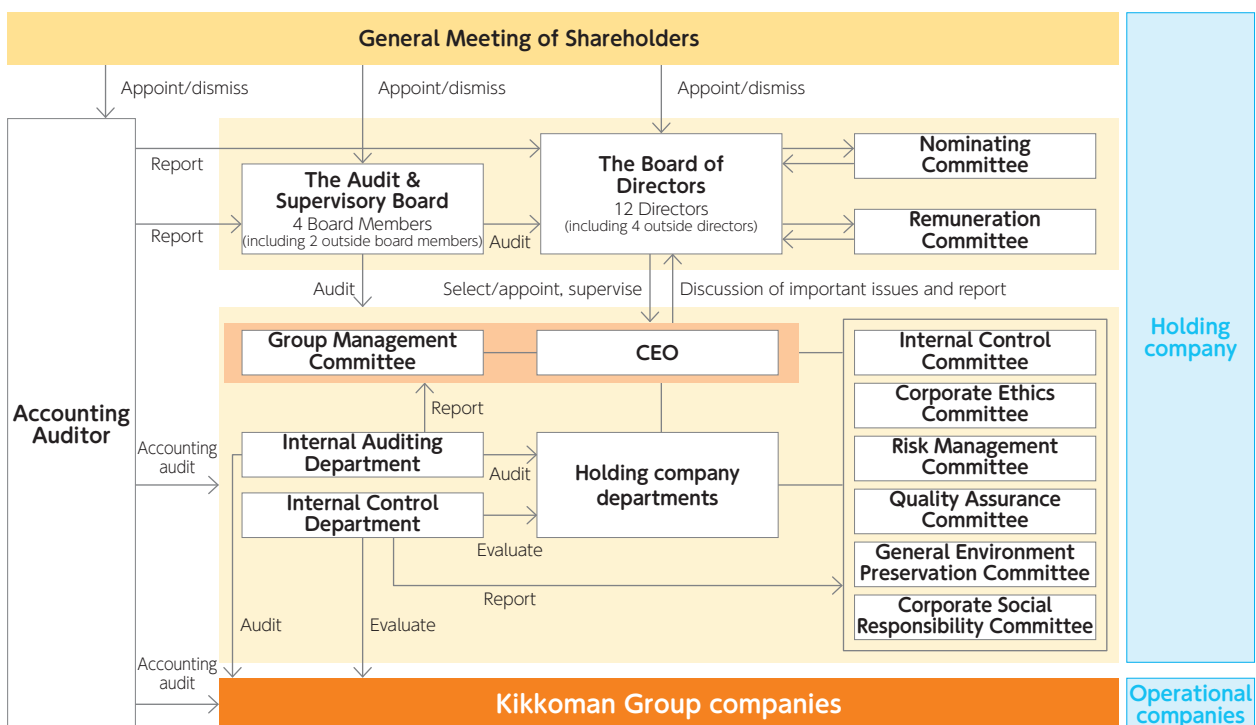 General Meeting of Shareholders
Appoint/dismiss
Appoint/dismiss
Appoint/dismiss
Report
Report
The Audit &
Supervisory Board
4 Board Members
(including 2 outside board members)
Audit
The Board of
Directors
12 Directors
(including 4 outside directors)
Nominating
Committee
Remuneration
Committee
Audit
Select/appoint, supervise
Discussion of important issues and report
Holding
company
Group Management
Committee
CEO
Internal Control
Committee
Corporate Ethics
Committee
Risk Management
Committee
Quality Assurance
Committee
General Environment
Preservation Committee
Corporate Social
Responsibility Committee
Report
Accounting
Auditor
Accounting
audit
Internal Auditing
Department
Audit
Internal Control
Department
Evaluate
Holding company
departments
Report
Audit
Evaluate
Accounting
audit
Kikkoman Group companies
Operational
companies